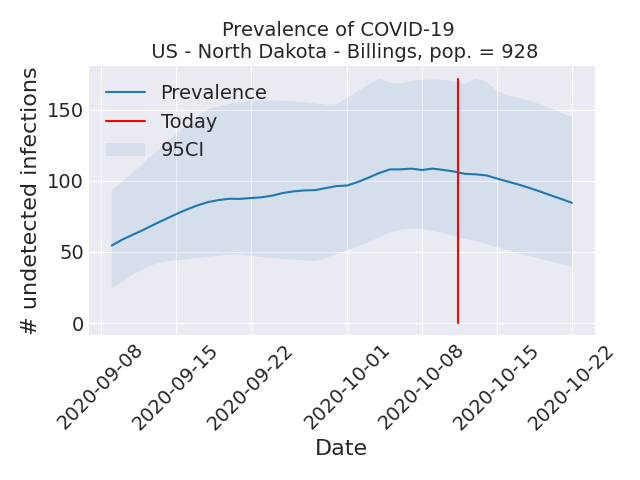 Prevalence of COVID-19
US - North Dakota - Billings, pop. = 928
# undetected infections
150
100
50
0
Prevalence
Today
95CI
2020-09-08
2020-09-15
2020-09-22
2020-10-01
2020-10-08
2020-10-15
2020-10-22
Date